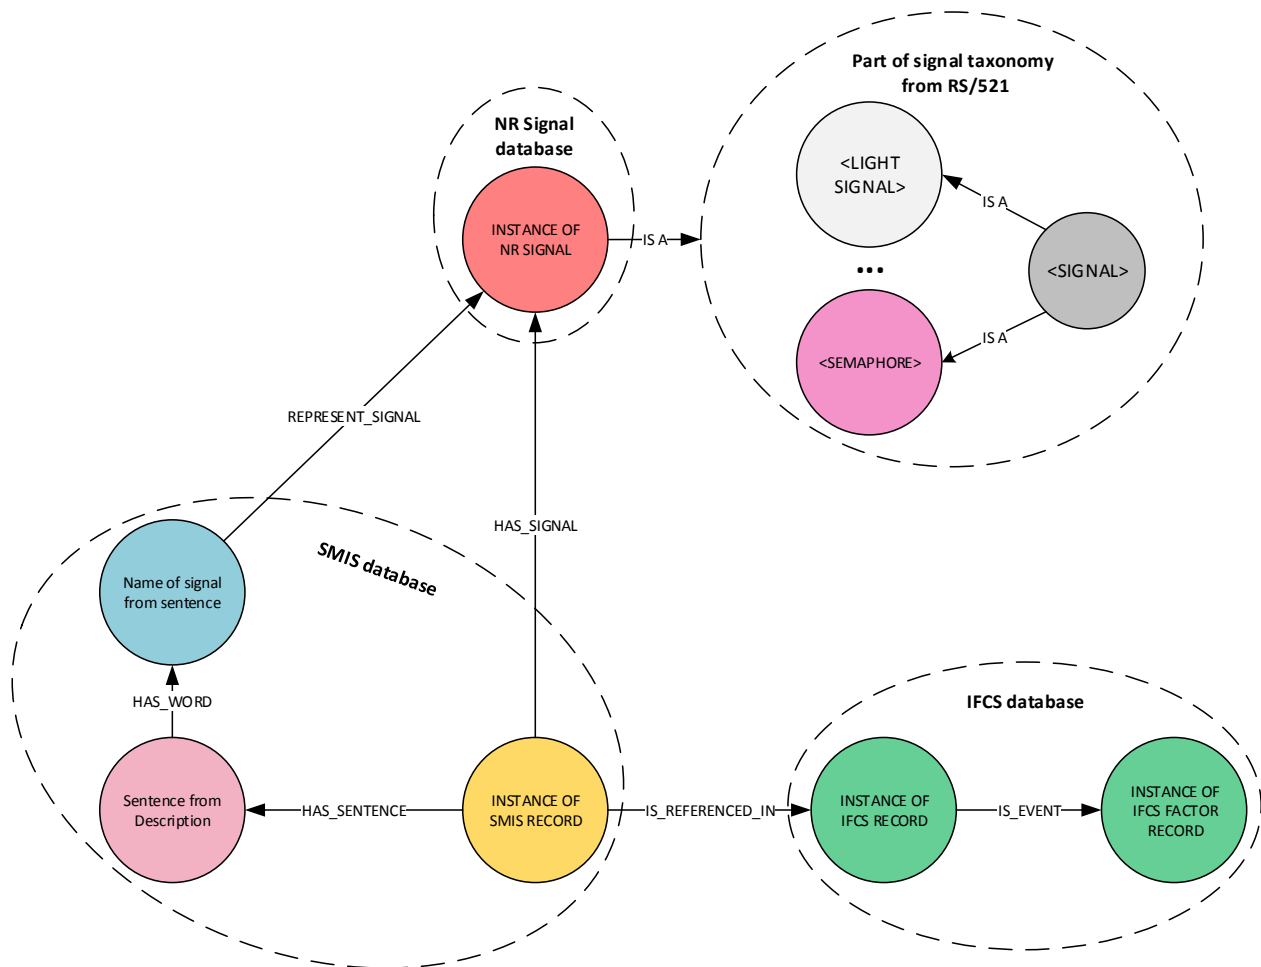 Part of signal taxonomy
from RS/521
NR Signal
database
<LIGHT
SIGNAL>
IS A
INSTANCE OF
NR SIGNAL
IS A
...
<SIGNAL>
IS A
<SEMAPHORE>
REPRESENT_SIGNAL
HAS_SIGNAL
SMIS database
Name of signal
from sentence
HAS_WORD
IFCS database
Sentence from
Description
HAS_SENTENCE
INSTANCE OF
SMIS RECORD
IS_REFERENCED_IN
INSTANCE OF
IFCS RECORD
IS_EVENT
INSTANCE OF
IFCS FACTOR
RECORD